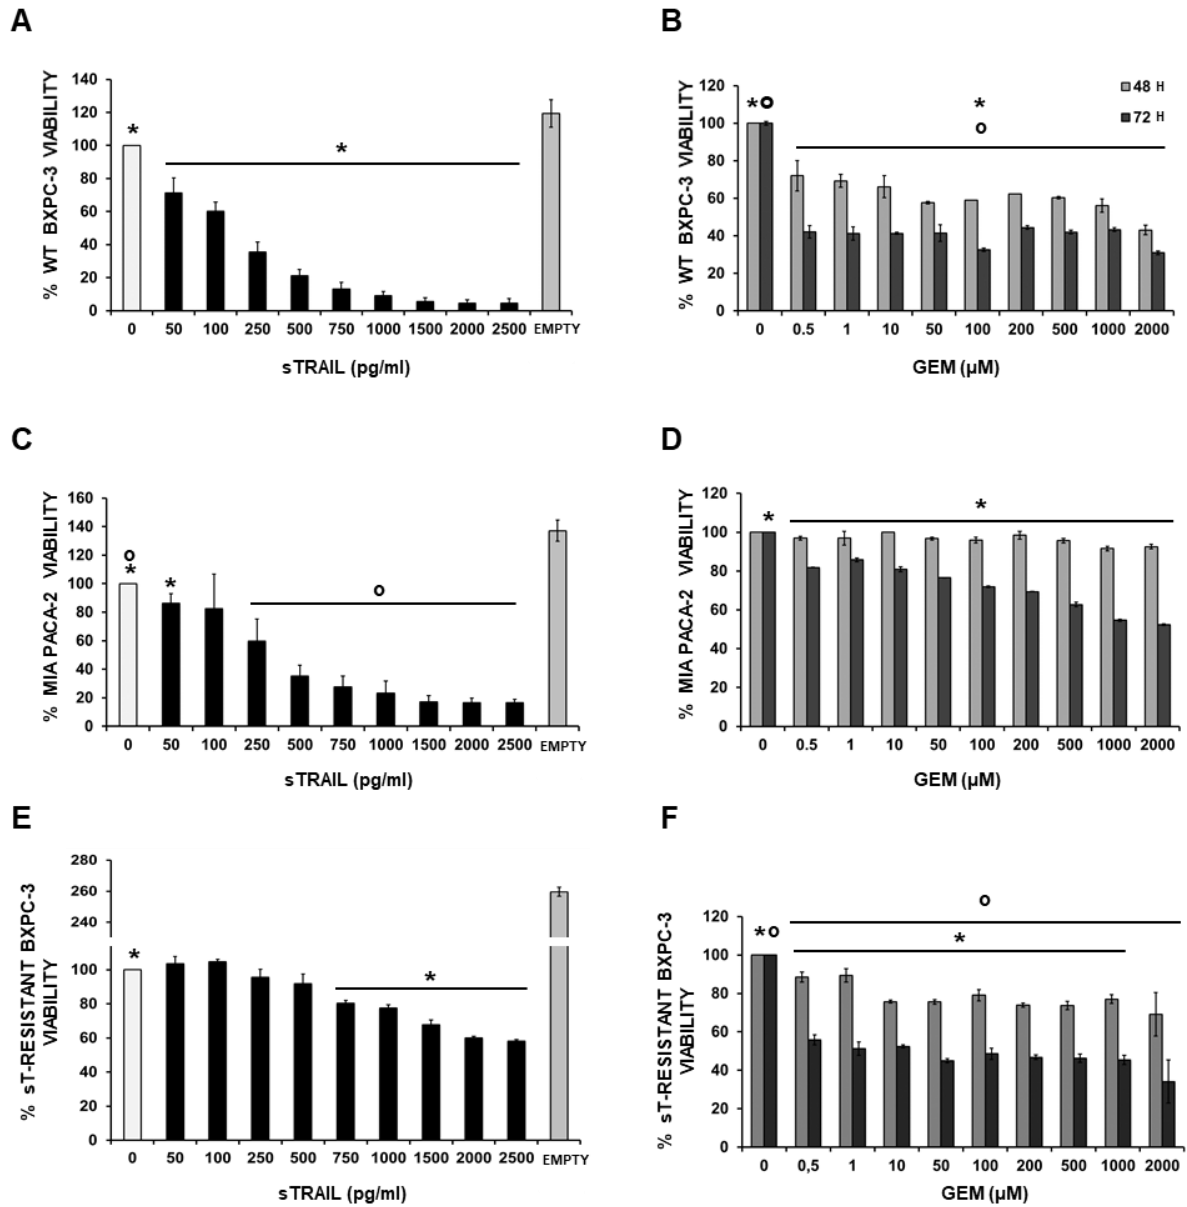 A
% WT BXPC-3 VIABILITY
140
120
100
80
60
40
20
0
*
*
0 50 100 250 500 750 1000 1500 2000 2500 EMPTY
sTRAIL (pg/ml)
B
% WT BXPC-3 VIABILITY
120
100
80
60
40
20
0
* o
*
o
48 H
72 H
0 0.5 1 10 50 100 200 500 1000 2000
GEM (µM)
C
% MIA PACA-2 VIABILITY
160
140
120
100
80
60
40
20
0
o
*
*
o
0 50 100 250 500 750 1000 1500 2000 2500 EMPTY
sTRAIL (pg/ml)
D
% MIA PACA-2 VIABILITY
120
100
80
60
40
20
0
*
*
0 0.5 1 10 50 100 200 500 1000 2000
GEM (µM)
E
% sT-RESISTANT BXPC-3
VIABILITY
280
260
240
100
80
60
40
20
0
*
*
0 50 100 250 500 750 1000 1500 2000 2500 EMPTY
sTRAIL (pg/ml)
F
% sT-RESISTANT BXPC-3
VIABILITY
120
100
80
60
40
20
0
* o
o
*
0 0,5 1 10 50 100 200 500 1000 2000
GEM (µM)